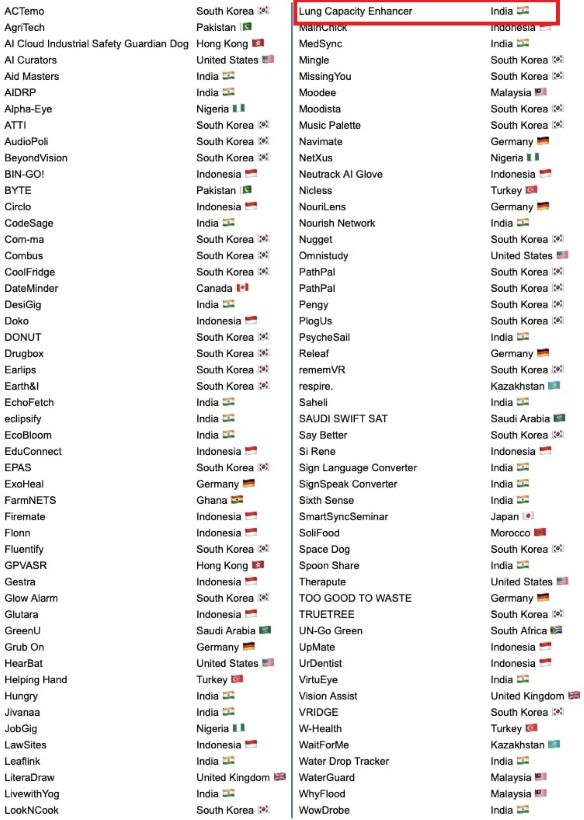 ACTemo South Korea
AgriTech Pakistan
AI Cloud Industrial Safety Guardian Dog Hong Kong
AI Curators United States
Aid Masters India
AIDRP India
Alpha-Eye Nigeria
ATTI South Korea
AudioPoli South Korea
BeyondVision South Korea
BIN-GO! Indonesia
BYTE Pakistan
Circlo Indonesia
CodeSage India
Com-ma South Korea
Combus South Korea
CoolFridge South Korea
DateMinder Canada
DesiGig India
Doko Indonesia
DONUT South Korea
Drugbox South Korea
Earlips South Korea
Earth&I South Korea
EchoFetch India
eclipsify India
EcoBloom India
EduConnect Indonesia
EPAS South Korea
ExoHeal Germany
FarmNETS Ghana
Firemate Indonesia
Flonn Indonesia
Fluentify South Korea
GPVASR Hong Kong
Gestra Indonesia
Glow Alarm South Korea
Glutara Indonesia
GreenU Saudi Arabia
Grub On Germany
HearBat United States
Helping Hand Turkey
Hungry India
Jivanaa India
JobGig Nigeria
LawSites Indonesia
Leaflink India
LiteraDraw United Kingdom
LivewithYog India
LookNCook South Korea
Lung Capacity Enhancer India
MainChick Indonesia
MedSync India
Mingle South Korea
MissingYou South Korea
Moodee Malaysia
Moodista South Korea
Music Palette South Korea
Navimate Germany
NetXus Nigeria
Neutrack AI Glove Indonesia
Nicless Turkey
NouriLens Germany
Nourish Network India
Nugget South Korea
Omnistudy United States
PathPal South Korea
PathPal South Korea
Pengy South Korea
PlogUs South Korea
PsycheSail India
Releaf Germany
rememVR South Korea
respire. Kazakhstan
Saheli India
SAUDI SWIFT SAT Saudi Arabia
Say Better South Korea
Si Rene Indonesia
Sign Language Converter India
SignSpeak Converter India
Sixth Sense India
SmartSyncSeminar Japan
SoliFood Morocco
Space Dog South Korea
Spoon Share India
Therapute United States
TOO GOOD TO WASTE Germany
TRUETREE South Korea
UN-Go Green South Africa
UpMate Indonesia
UrDentist Indonesia
VirtuEye India
Vision Assist United Kingdom
VRIDGE South Korea
W-Health Turkey
WaitForMe Kazakhstan
Water Drop Tracker India
WaterGuard Malaysia
WhyFlood Malaysia
WowDrobe India